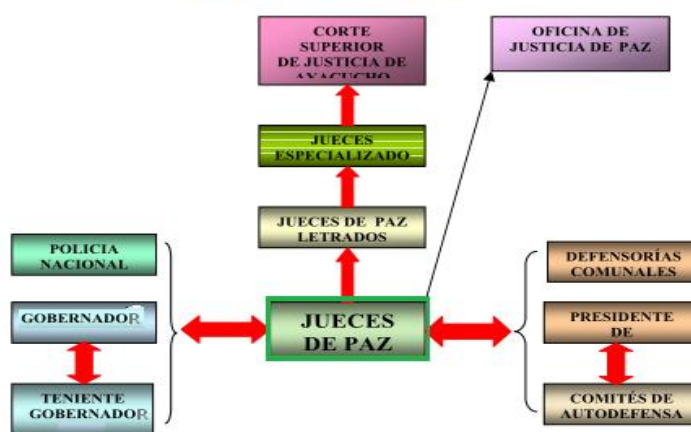 CORTE
SUPERIOR
DE JUSTICIA DE
AYACUCHO
OFICINA DE
JUSTICIA DE PAZ
JUECES
ESPECIALIZADO
JUECES DE PAZ
LETRADOS
POLICIA
NACIONAL
DEFENSORÍAS
COMUNALES
GOBERNADOR
JUECES
DE PAZ
PRESIDENTE
DE
TENIENTE
GOBERNADOR
COMITÉS DE
AUTODEFENSA